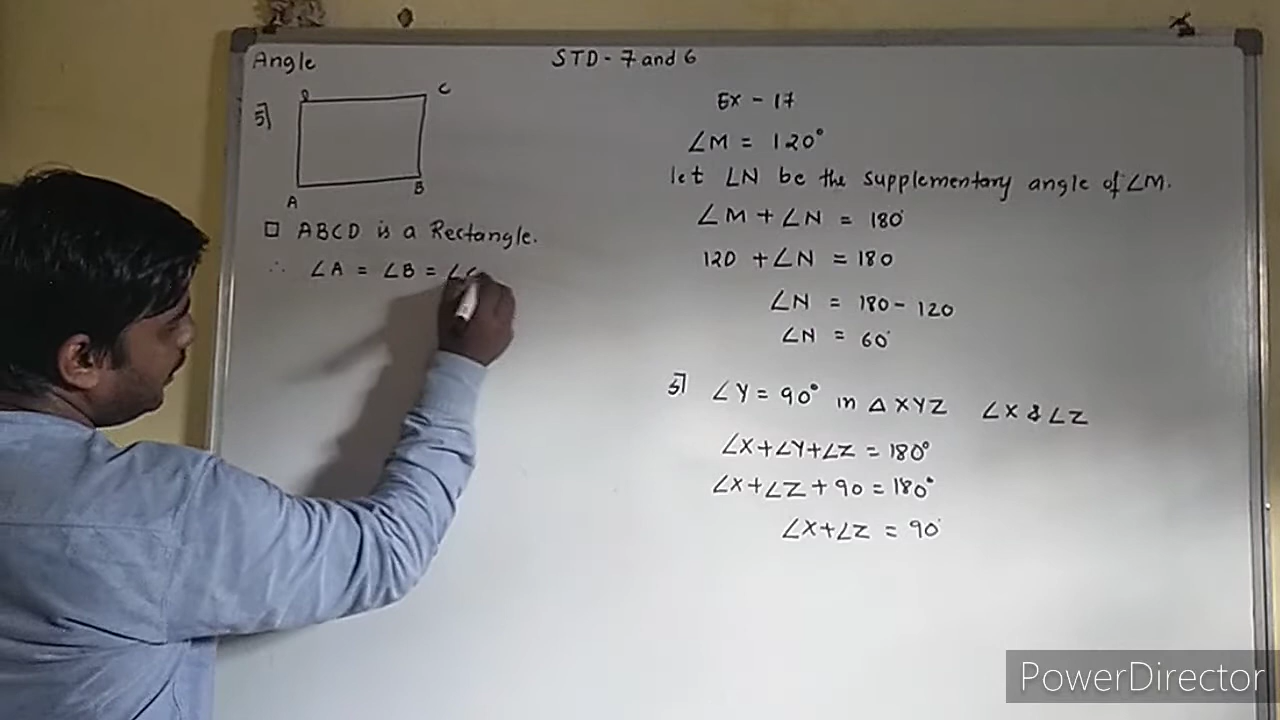 Angle
STD - 7 and 6
5]
C
A
B
□ ABCD is a Rectangle.
∴ ∠A = ∠B = ∠C
Ex - 17
∠M = 120°
let ∠N be the supplementary angle of ∠M.
∠M + ∠N = 180°
120 + ∠N = 180
∠N = 180 - 120
∠N = 60°
5] ∠Y = 90° in △XYZ ∠X & ∠Z
∠X+∠Y+∠Z = 180°
∠X+∠Z + 90 = 180°
∠X+∠Z = 90°
PowerDirector